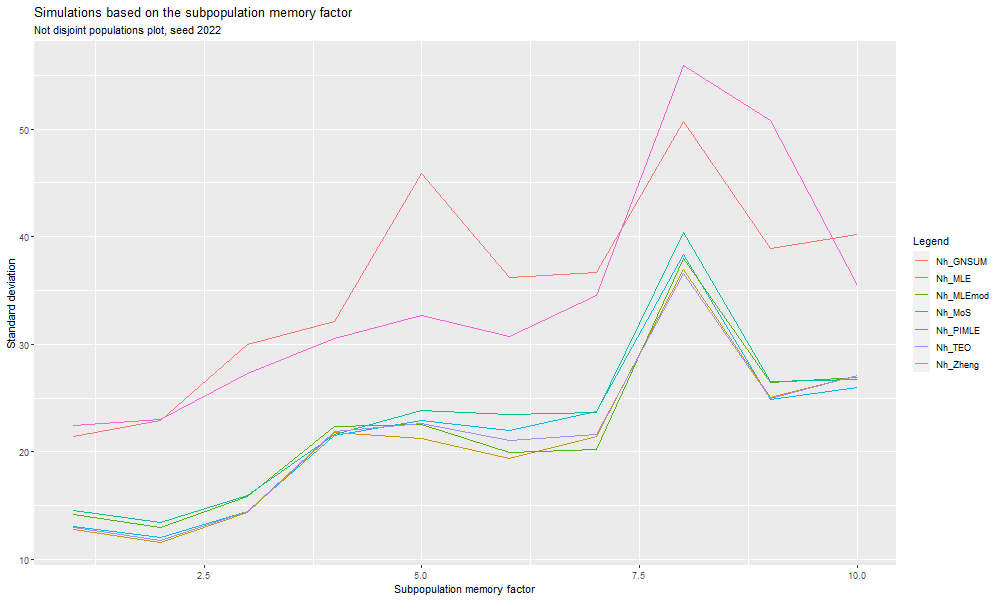 Simulations based on the subpopulation memory factor
Not disjoint populations plot, seed 2022
Standard deviation
50
40
30
20
10
2.5
5.0
7.5
10.0
Subpopulation memory factor
Legend
Nh_GNSUM
Nh_MLE
Nh_MLEmod
Nh_MoS
Nh_PIMLE
Nh_TEO
Nh_Zheng